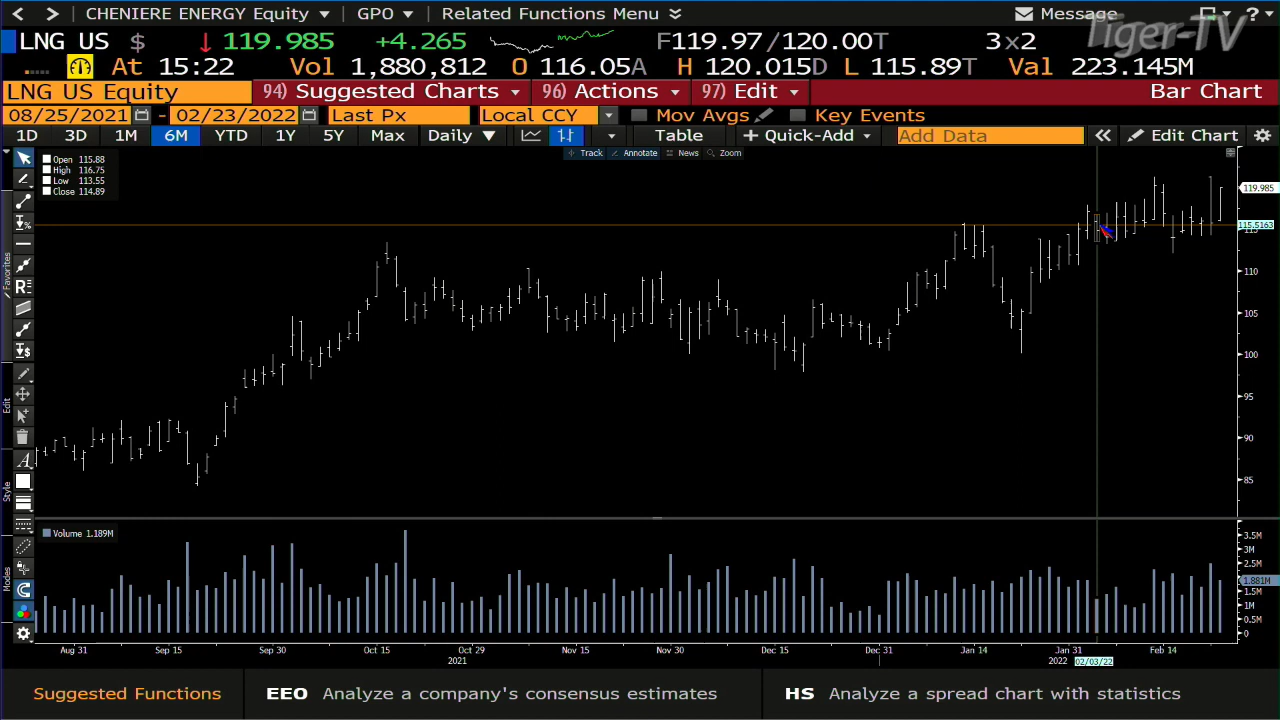 CHENIERE ENERGY Equity GPO Related Functions Menu Message ?
Tiger-TV
LNG US $ 119.985 +4.265 F119.97/120.00T 3x2
At 15:22 Vol 1,880,812 O 116.05A H 120.015D L 115.89T Val 223.145M
LNG US Equity 94) Suggested Charts 96) Actions 97) Edit Bar Chart
08/25/2021 - 02/23/2022 Last Px Local CCY Mov Avgs Key Events
1D 3D 1M 6M YTD 1Y 5Y Max Daily Table + Quick-Add Add Data Edit Chart
Track Annotate News Zoom
Open 115.88
High 116.75
Low 113.55
Close 114.89
119.985
115.5163
115
110
105
100
95
90
85
Favorites
Edit
Style
Modes
Volume 1.189M
3.5M
3M
2.5M
1.881M
1.5M
1M
0.5M
0
Aug 31 Sep 15 Sep 30 Oct 15 Oct 29 Nov 15 Nov 30 Dec 15 Dec 31 Jan 14 Jan 31 Feb 14
2021 2022 02/03/22
Suggested Functions EEO Analyze a company's consensus estimates HS Analyze a spread chart with statistics